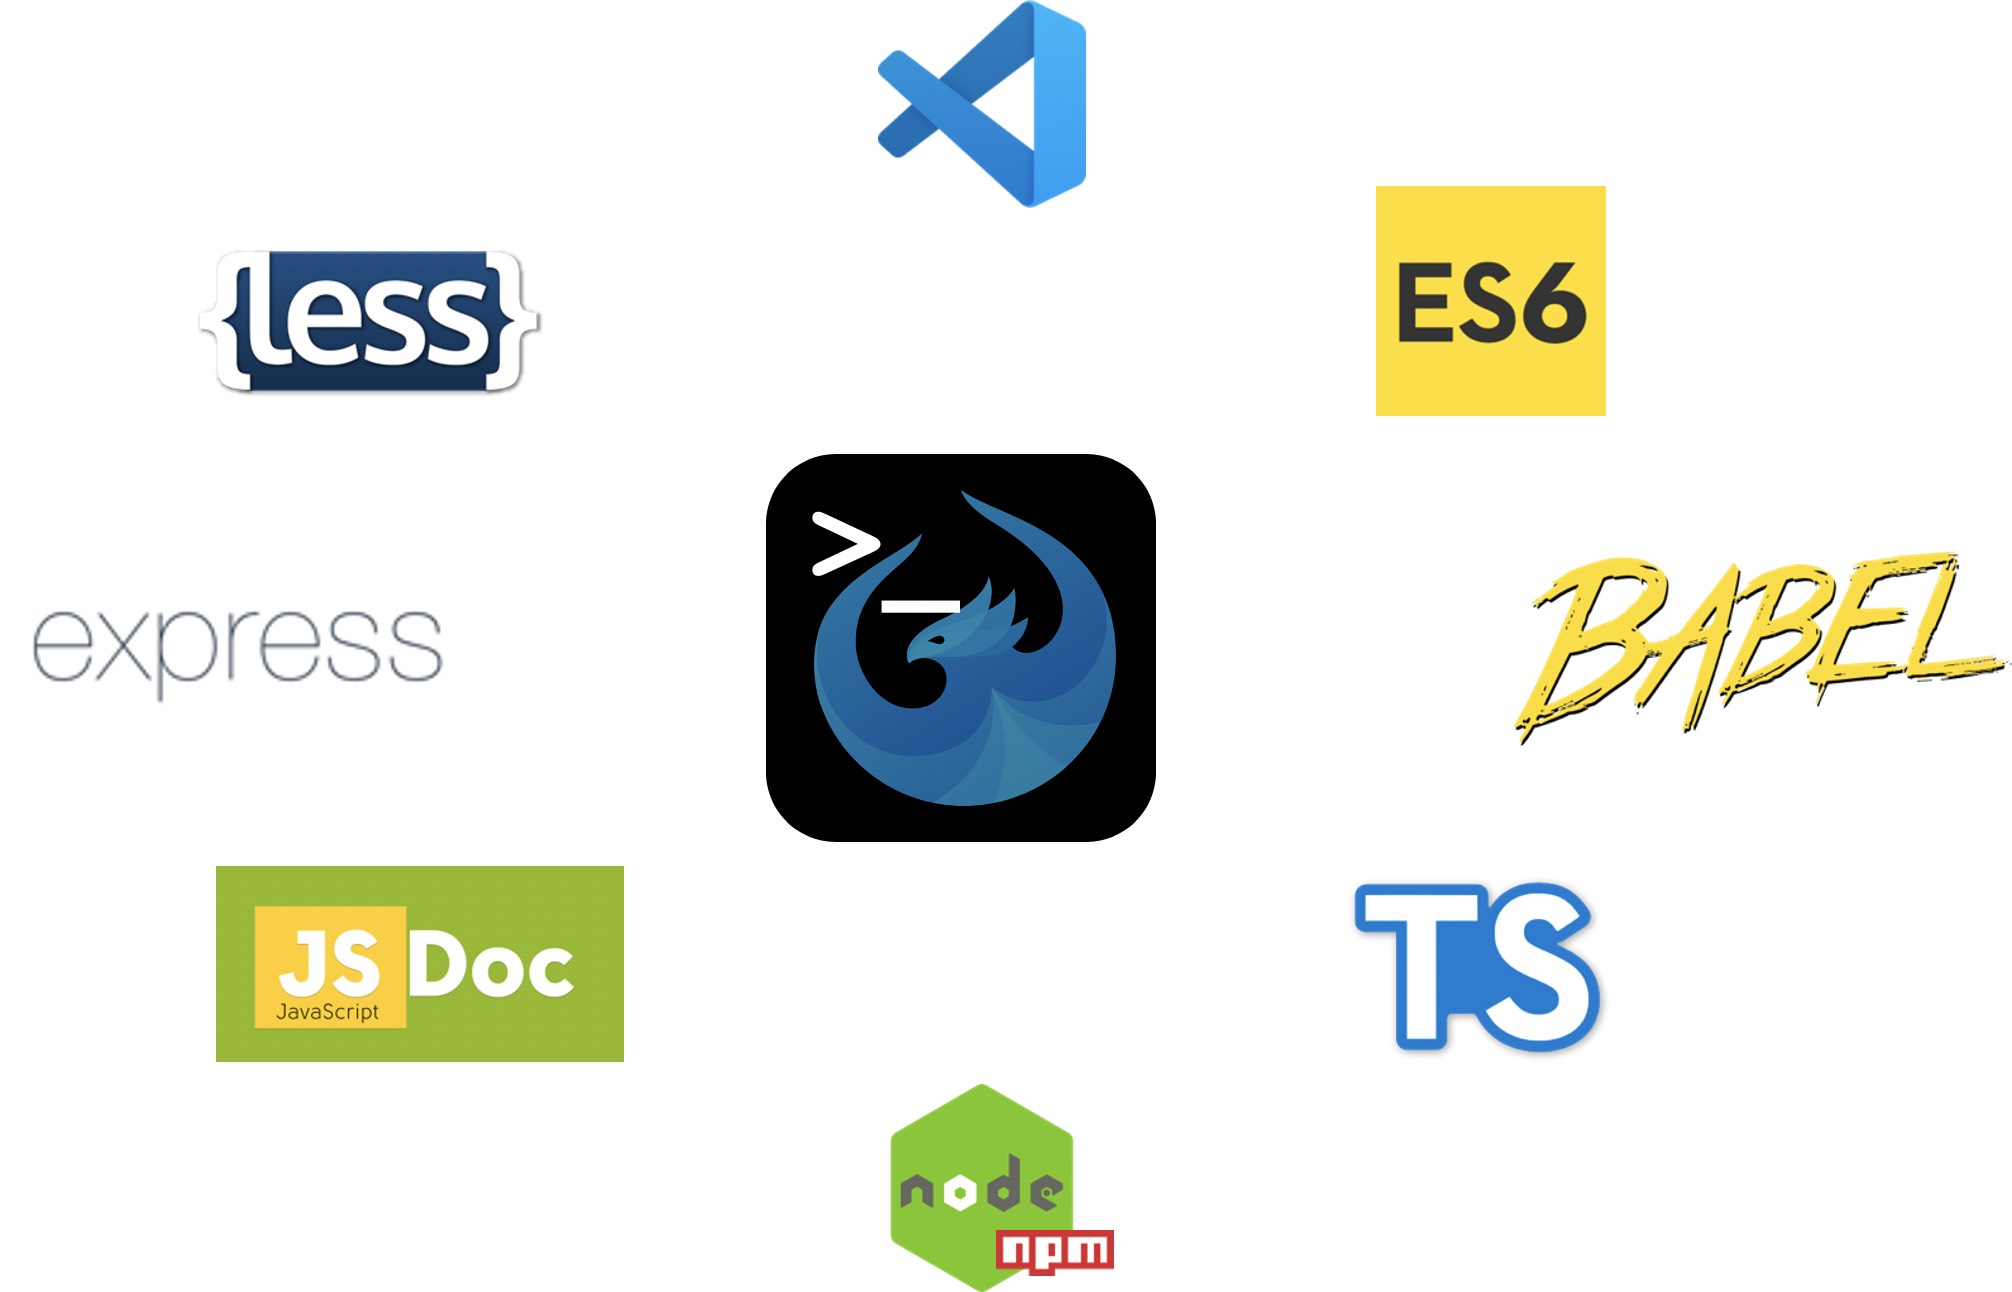 {less}
ES6
>_
express
BABEL
JS Doc
JavaScript
TS
node
npm